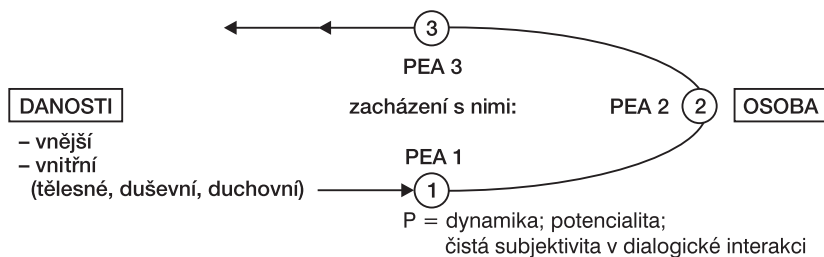 3
PEA 3
DANOSTI
zacházení s nimi:
PEA 2
2
OSOBA
– vnější
– vnitřní
(tělesné, duševní, duchovní)
PEA 1
1
P = dynamika; potencialita;
čistá subjektivita v dialogické interakci